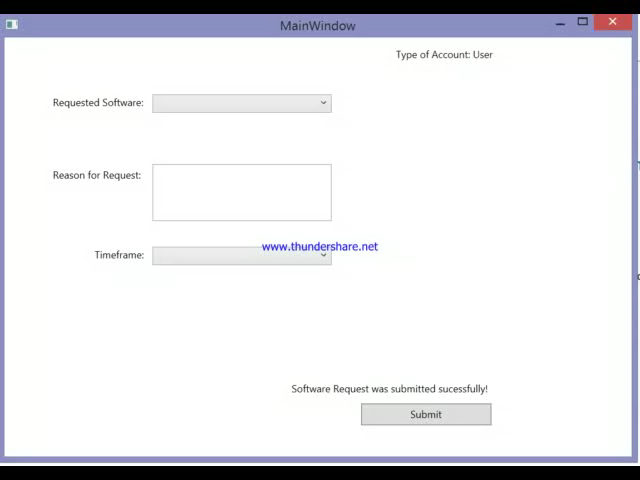 MainWindow
Type of Account: User
Requested Software:
Reason for Request:
www.thundershare.net
Timeframe:
Software Request was submitted sucessfully!
Submit